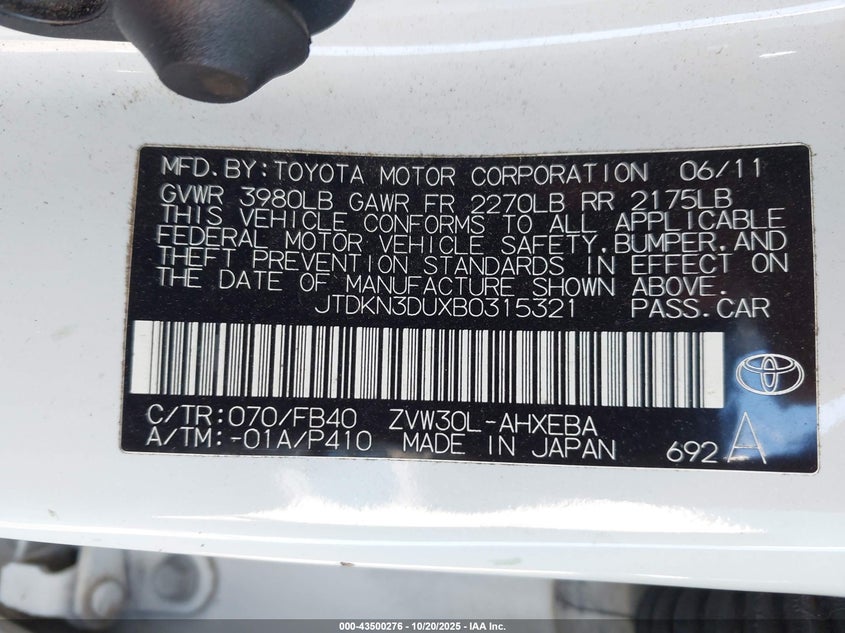 MFD.BY:TOYOTA MOTOR CORPORATION 06/11
GVWR 3980LB GAWR FR 2270LB RR 2175LB
THIS VEHICLE CONFORMS TO ALL APPLICABLE
FEDERAL MOTOR VEHICLE SAFETY,BUMPER,AND
THEFT PREVENTION STANDARDS IN EFFECT ON
THE DATE OF MANUFACTURE SHOWN ABOVE.
JTDKN3DUXB0315321 PASS.CAR
C/TR:070/FB40 ZVW30L-AHXEBA
A/TM:-01A/P410 MADE IN JAPAN
692 A
000-43500276 - 10/20/2025 - IAA Inc.